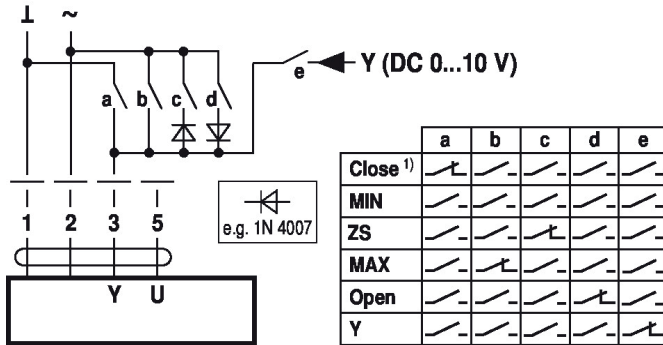 ⊥ ~
e Y (DC 0...10 V)
a b c d
1 2 3 5
e.g. 1N 4007
Y U
a b c d e
Close 1)
MIN
ZS
MAX
Open
Y